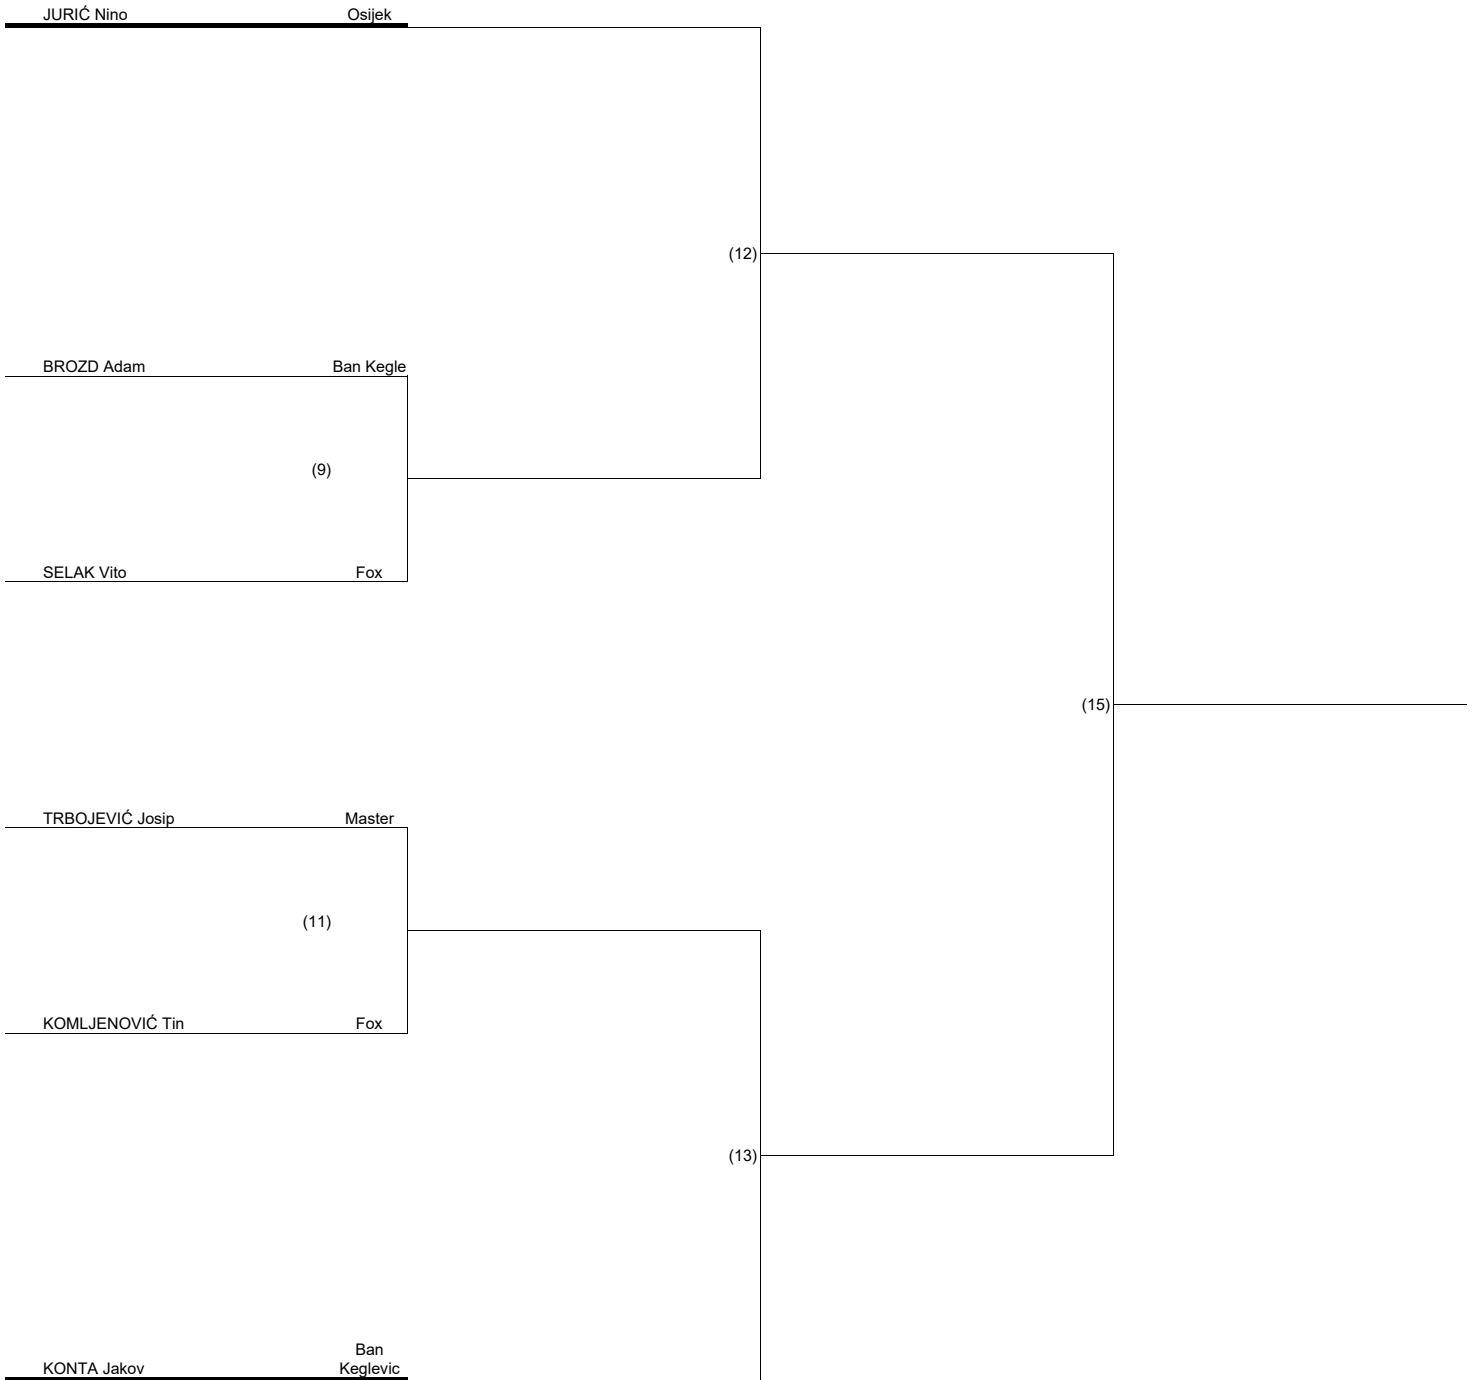 JURIĆ Nino Osijek
(12)
BROZD Adam Ban Kegle
(9)
SELAK Vito Fox
(15)
TRBOJEVIĆ Josip Master
(11)
KOMLJENOVIĆ Tin Fox
(13)
Ban
KONTA Jakov Keglevic